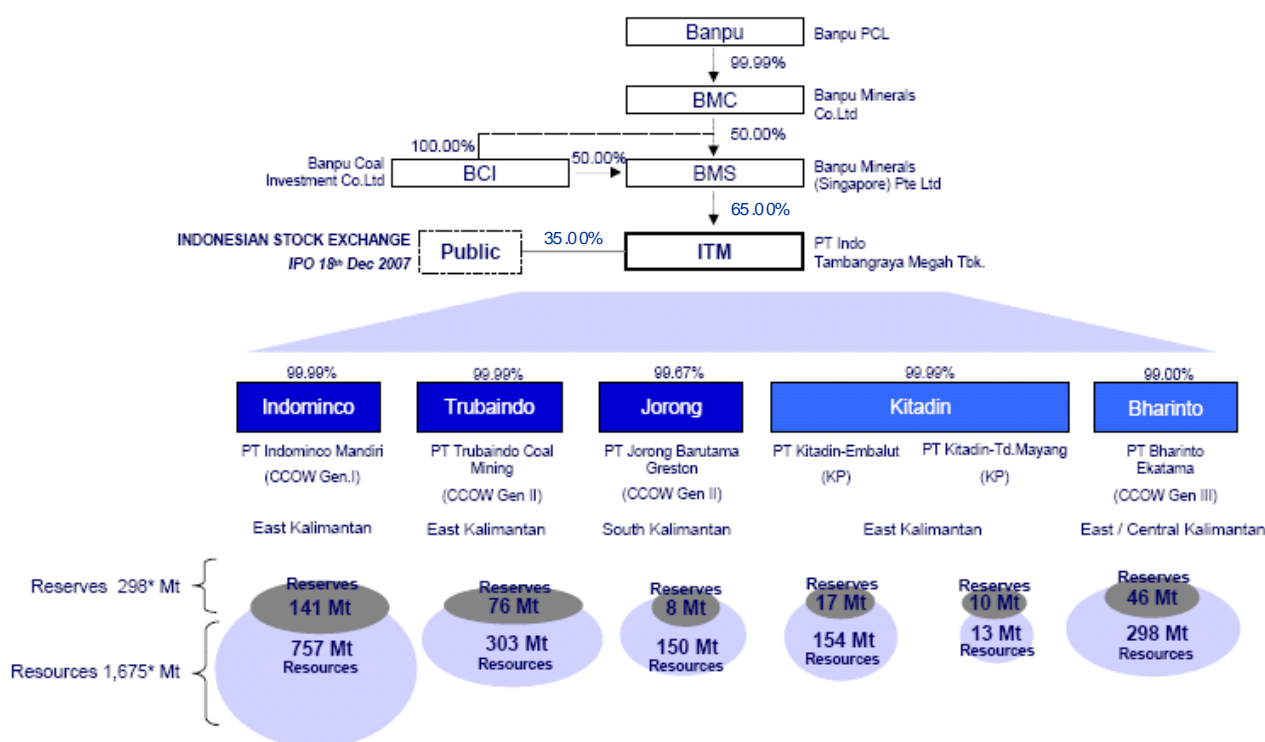 Banpu
Banpu PCL
99.99%
BMC
Banpu Minerals
Co.Ltd
100.00%
50.00%
50.00%
Banpu Coal
Investment Co.Ltd
BCI
BMS
Banpu Minerals
(Singapore) Pte Ltd
65.00%
INDONESIAN STOCK EXCHANGE
IPO 18th Dec 2007
Public
35.00%
ITM
PT Indo
Tambangraya Megah Tbk.
99.99%
99.99%
99.67%
99.99%
99.00%
Indominco
Trubaindo
Jorong
Kitadin
Bharinto
PT Indominco Mandiri
(CCOW Gen.I)
PT Trubaindo Coal
Mining
(CCOW Gen II)
PT Jorong Barutama
Greston
(CCOW Gen II)
PT Kitadin-Embalut
(KP)
PT Kitadin-Td.Mayang
(KP)
PT Bharinto
Ekatama
(CCOW Gen III)
East Kalimantan
East Kalimantan
South Kalimantan
East Kalimantan
East / Central Kalimantan
Reserves 298* Mt
Reserves
141 Mt
Reserves
76 Mt
Reserves
8 Mt
Reserves
17 Mt
Reserves
10 Mt
Reserves
46 Mt
Resources 1,675* Mt
757 Mt
Resources
303 Mt
Resources
150 Mt
Resources
154 Mt
Resources
13 Mt
Resources
298 Mt
Resources